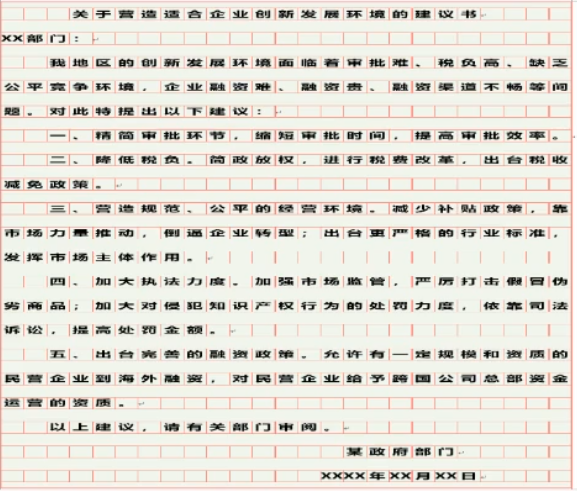 关于营造适合企业创新发展环境的建议书
XX部门：
我地区的创新发展环境面临着审批难、税负高、缺乏
公平竞争环境，企业融资难、融资贵、融资渠道不畅等问
题。对此特提出以下建议：
一、精简审批环节，缩短审批时间，提高审批效率。
二、降低税负。简政放权，进行税费改革，出台税收
减免政策。
三、营造规范、公平的经营环境。减少补贴政策，靠
市场力量推动，倒逼企业转型；出台更严格的行业标准，
发挥市场主体作用。
四、加大执法力度。加强市场监管，严厉打击假冒伪
劣商品；加大对侵犯知识产权行为的处罚力度，依靠司法
诉讼，提高处罚金额。
五、出台完善的融资政策。允许有一定规模和资质的
民营企业到海外融资，对民营企业给予跨国公司总部资金
运营的资质。
以上建议，请有关部门审阅。
某政府部门
XXXX年XX月XX日